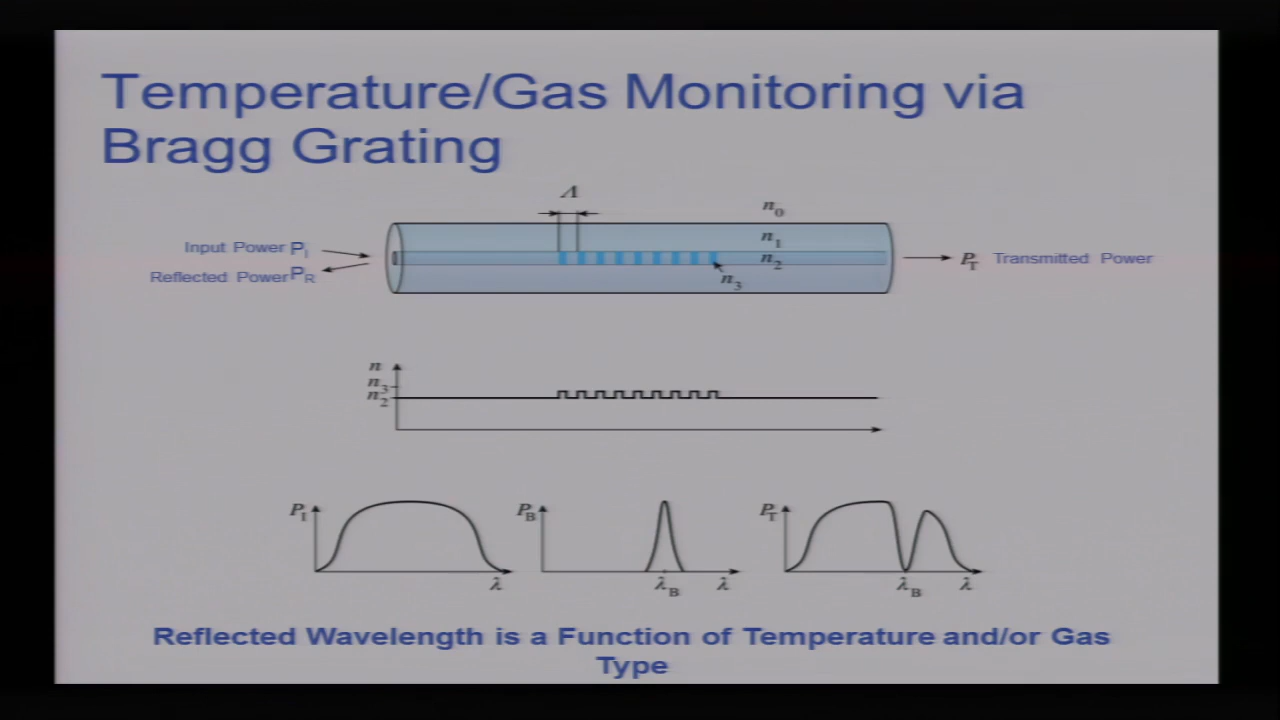 Temperature/Gas Monitoring via
Bragg Grating
Λ
n0
n1
n2
n3
Input Power Pi
Reflected Power PR
PT Transmitted Power
n
n3
n2
PI
λ
PB
λB
λ
PT
λB
λ
Reflected Wavelength is a Function of Temperature and/or Gas
Type